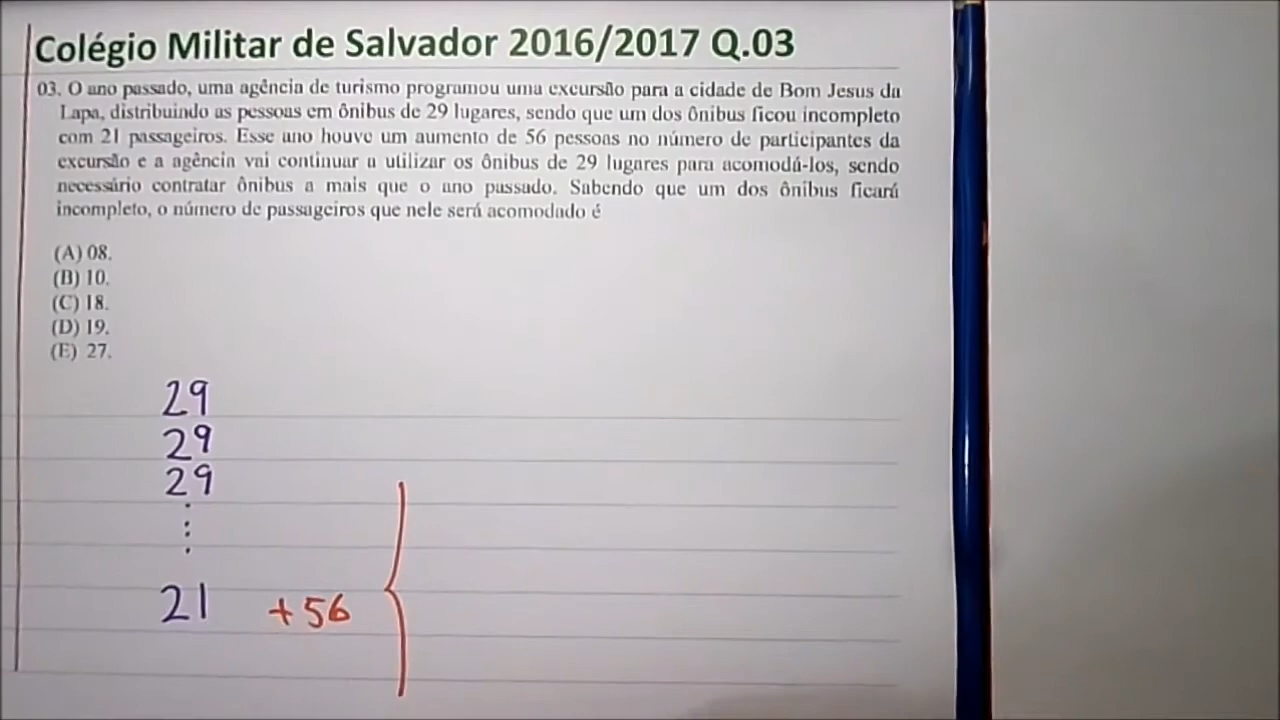 Colégio Militar de Salvador 2016/2017 Q.03
03. O ano passado, uma agência de turismo programou uma excursão para a cidade de Bom Jesus da
Lapa, distribuindo as pessoas em ônibus de 29 lugares, sendo que um dos ônibus ficou incompleto
com 21 passageiros. Esse ano houve um aumento de 56 pessoas no número de participantes da
excursão e a agência vai continuar a utilizar os ônibus de 29 lugares para acomodá-los, sendo
necessário contratar ônibus a mais que o ano passado. Sabendo que um dos ônibus ficará
incompleto, o número de passageiros que nele será acomodado é
(A) 08.
(B) 10.
(C) 18.
(D) 19.
(E) 27.
29
29
29
21 +56